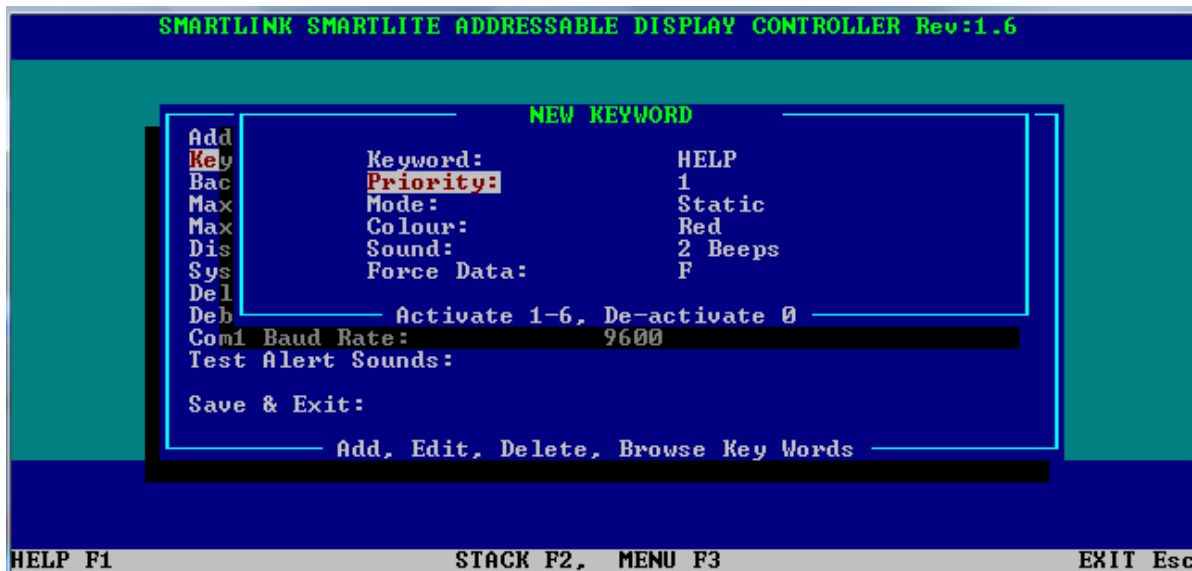 SMARTLINK SMARTLITE ADDRESSABLE DISPLAY CONTROLLER Rev:1.6
NEW KEYWORD
Add
Key Keyword: HELP
Bac Priority: 1
Max Mode: Static
Max Colour: Red
Dis Sound: 2 Beeps
Sys Force Data: F
Del
Deb Activate 1-6, De-activate 0
Com1 Baud Rate: 9600
Test Alert Sounds:
Save & Exit:
Add, Edit, Delete, Browse Key Words
HELP F1 STACK F2, MENU F3 EXIT Esc